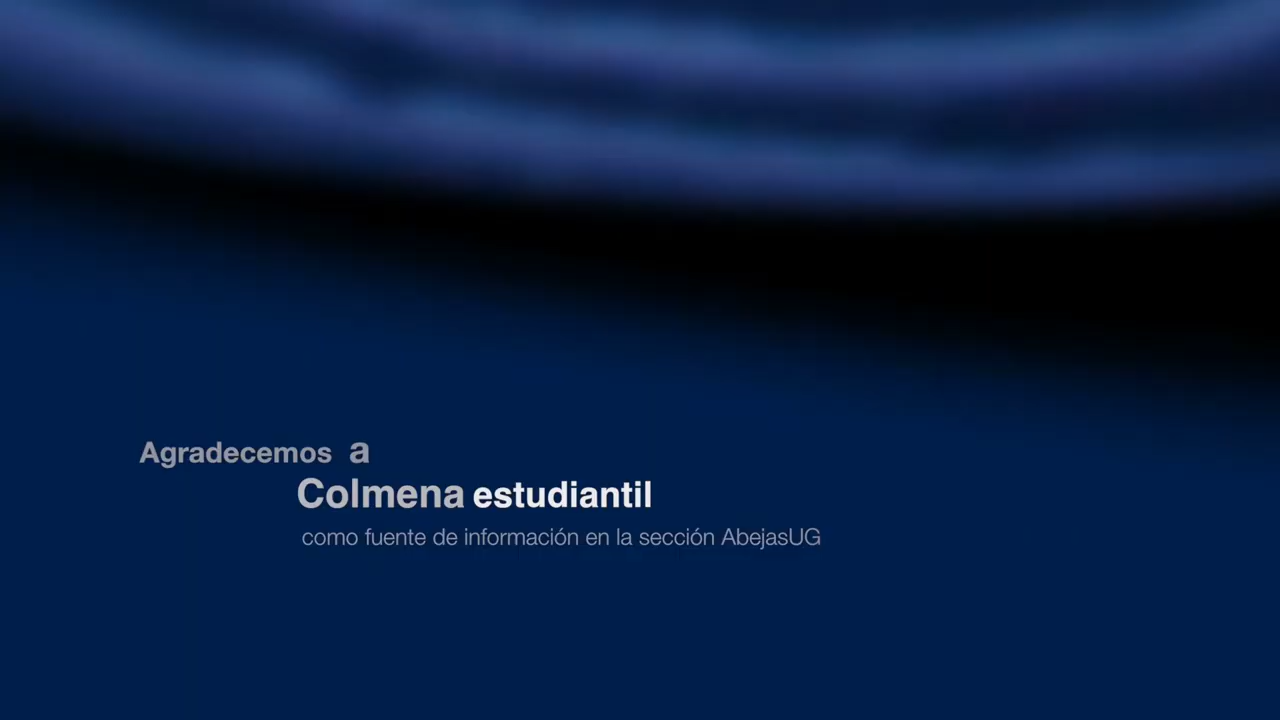 Agradecemos a
Colmena estudiantil
como fuente de información en la sección AbejasUG